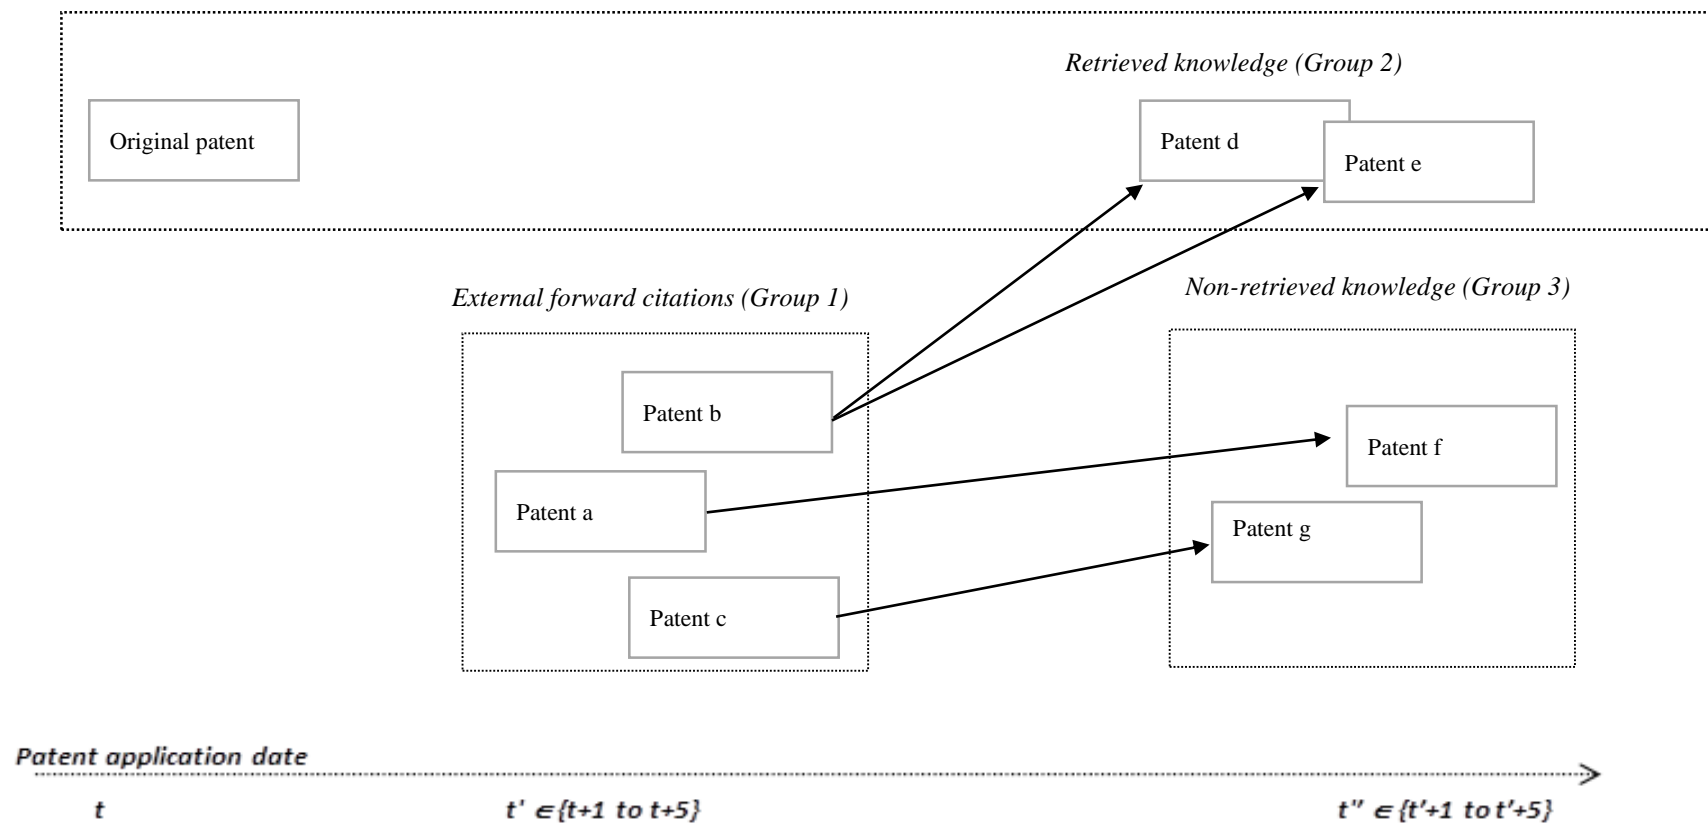 Retrieved knowledge (Group 2)
Original patent
Patent d
Patent e
External forward citations (Group 1)
Non-retrieved knowledge (Group 3)
Patent b
Patent f
Patent a
Patent g
Patent c
Patent application date
t
t' ∈{t+1 to t+5}
t'' ∈{t'+1 to t'+5}